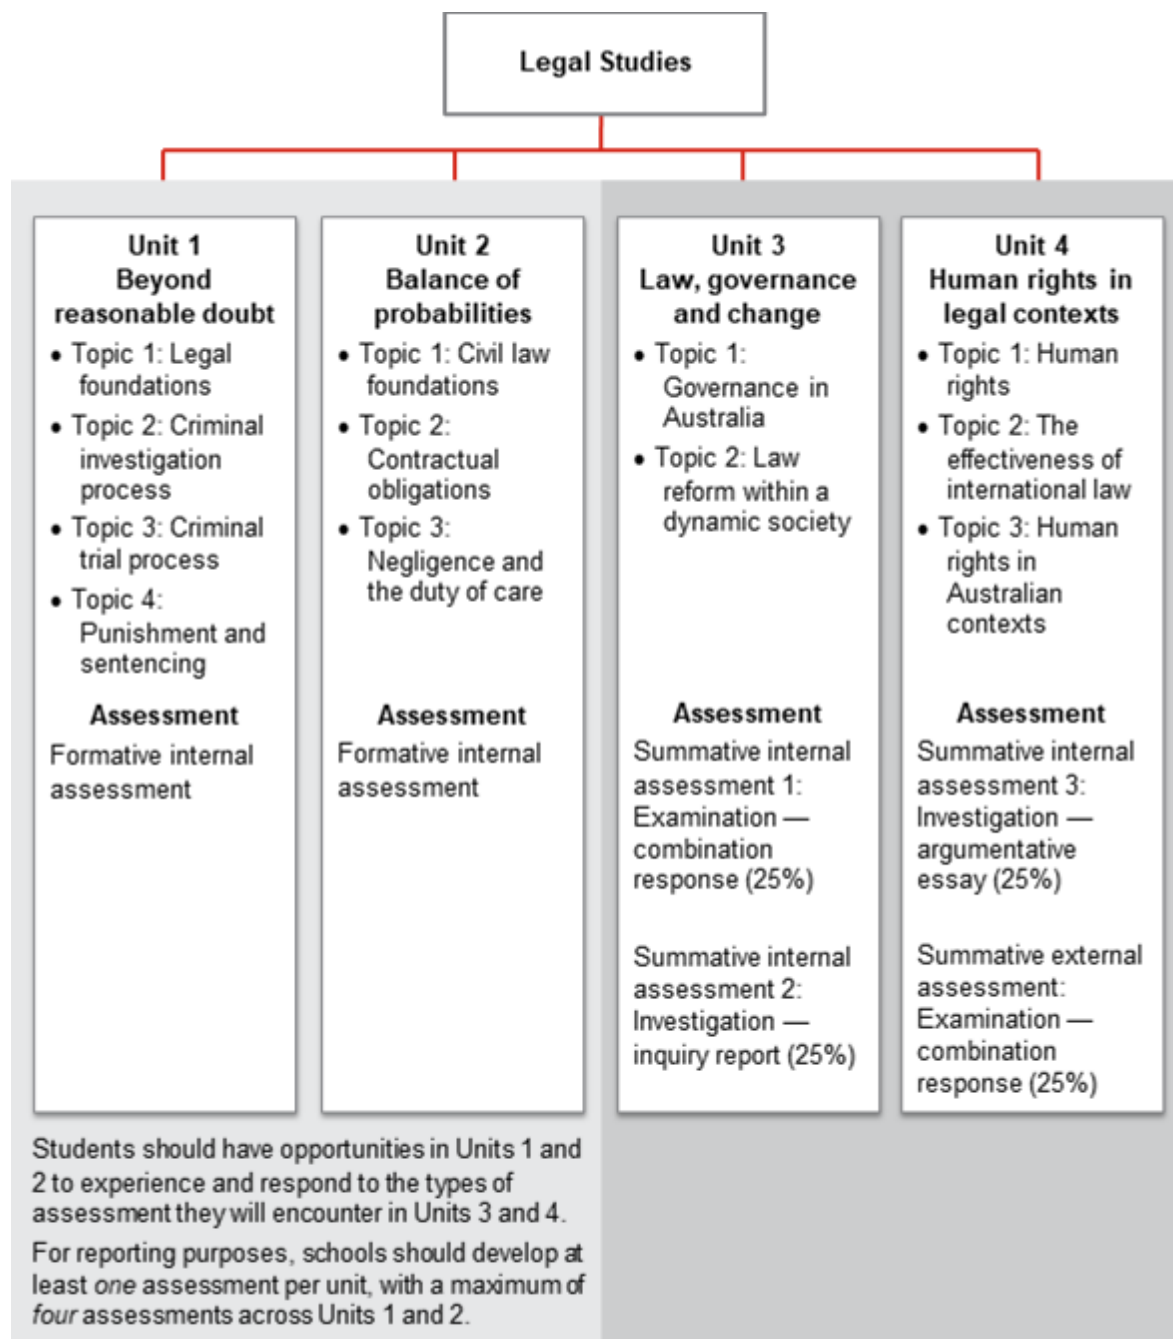 Legal Studies
Unit 1
Beyond
reasonable doubt
• Topic 1: Legal
foundations
• Topic 2: Criminal
investigation
process
• Topic 3: Criminal
trial process
• Topic 4:
Punishment and
sentencing
Assessment
Formative internal
assessment
Unit 2
Balance of
probabilities
• Topic 1: Civil law
foundations
• Topic 2:
Contractual
obligations
• Topic 3:
Negligence and
the duty of care
Assessment
Formative internal
assessment
Unit 3
Law, governance
and change
• Topic 1:
Governance in
Australia
• Topic 2: Law
reform within a
dynamic society
Assessment
Summative internal
assessment 1:
Examination —
combination
response (25%)
Summative internal
assessment 2:
Investigation —
inquiry report (25%)
Unit 4
Human rights in
legal contexts
• Topic 1: Human
rights
• Topic 2: The
effectiveness of
international law
• Topic 3: Human
rights in
Australian
contexts
Assessment
Summative internal
assessment 3:
Investigation —
argumentative
essay (25%)
Summative external
assessment:
Examination —
combination
response (25%)
Students should have opportunities in Units 1 and
2 to experience and respond to the types of
assessment they will encounter in Units 3 and 4.
For reporting purposes, schools should develop at
least one assessment per unit, with a maximum of
four assessments across Units 1 and 2.